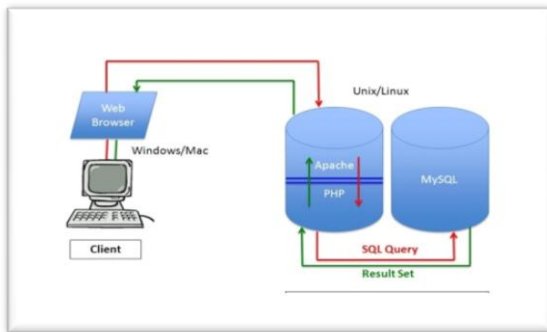 Unix/Linux
Web
Browser
Windows/Mac
Apache
PHP
MySQL
Client
SQL Query
Result Set